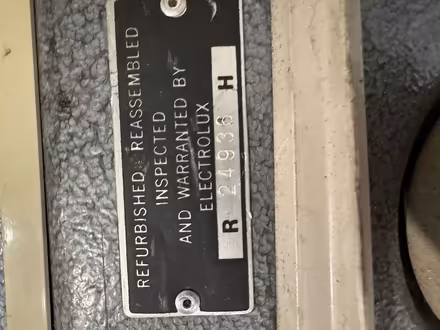 REFURBISHED, REASSEMBLED
INSPECTED
AND WARRANTED BY
ELECTROLUX
R 24936 H